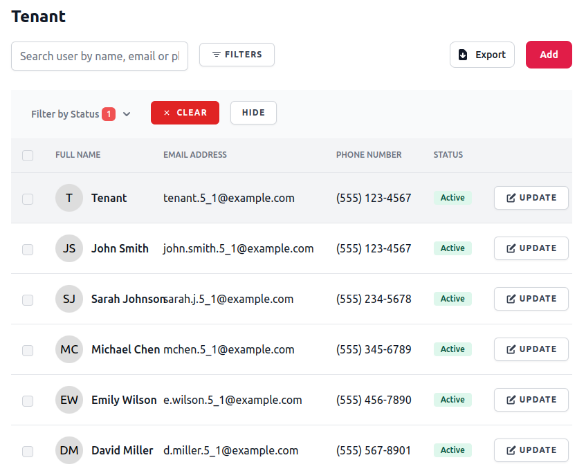 Tenant
Search user by name, email or pl
FILTERS
Export
Add
Filter by Status 1
CLEAR
HIDE
FULL NAME EMAIL ADDRESS PHONE NUMBER STATUS
T Tenant tenant.5_1@example.com (555) 123-4567 Active UPDATE
JS John Smith john.smith.5_1@example.com (555) 123-4567 Active UPDATE
SJ Sarah Johnson sarah.j.5_1@example.com (555) 234-5678 Active UPDATE
MC Michael Chen mchen.5_1@example.com (555) 345-6789 Active UPDATE
EW Emily Wilson e.wilson.5_1@example.com (555) 456-7890 Active UPDATE
DM David Miller d.miller.5_1@example.com (555) 567-8901 Active UPDATE